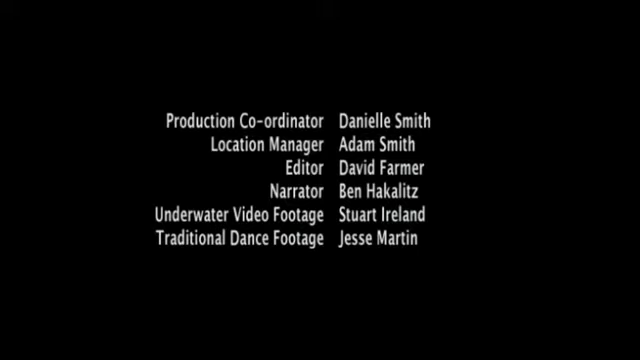 Production Co-ordinator Danielle Smith
Location Manager Adam Smith
Editor David Farmer
Narrator Ben Hakalitz
Underwater Video Footage Stuart Ireland
Traditional Dance Footage Jesse Martin